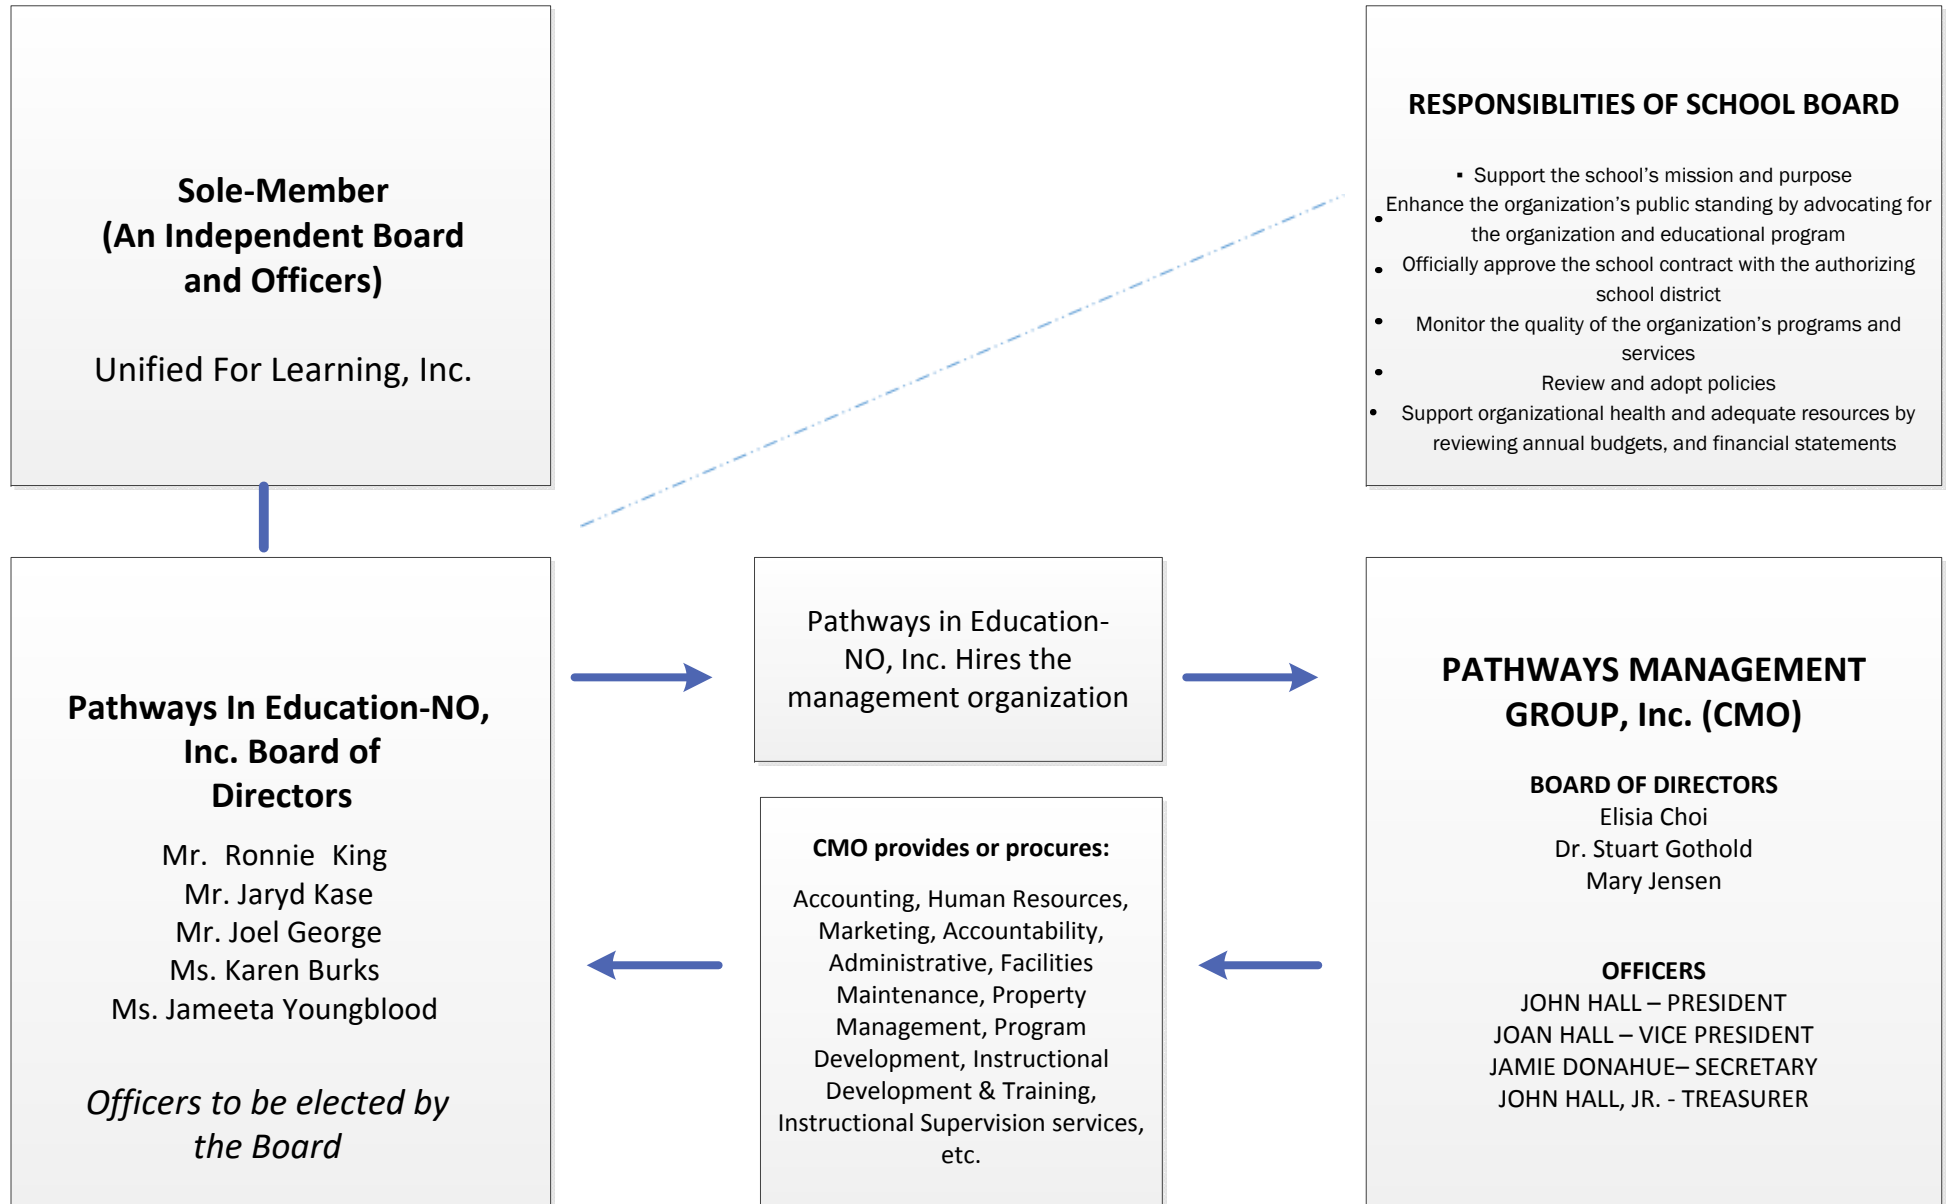 Sole-Member
(An Independent Board
and Officers)
Unified For Learning, Inc.
RESPONSIBLITIES OF SCHOOL BOARD
▪ Support the school’s mission and purpose
• Enhance the organization’s public standing by advocating for
the organization and educational program
• Officially approve the school contract with the authorizing
school district
• Monitor the quality of the organization’s programs and
services
• Review and adopt policies
• Support organizational health and adequate resources by
reviewing annual budgets, and financial statements
Pathways In Education-NO,
Inc. Board of
Directors
Mr. Ronnie King
Mr. Jaryd Kase
Mr. Joel George
Ms. Karen Burks
Ms. Jameeta Youngblood
Officers to be elected by
the Board
Pathways in Education-
NO, Inc. Hires the
management organization
CMO provides or procures:
Accounting, Human Resources,
Marketing, Accountability,
Administrative, Facilities
Maintenance, Property
Management, Program
Development, Instructional
Development & Training,
Instructional Supervision services,
etc.
PATHWAYS MANAGEMENT
GROUP, Inc. (CMO)
BOARD OF DIRECTORS
Elisia Choi
Dr. Stuart Gothold
Mary Jensen
OFFICERS
JOHN HALL – PRESIDENT
JOAN HALL – VICE PRESIDENT
JAMIE DONAHUE– SECRETARY
JOHN HALL, JR. - TREASURER